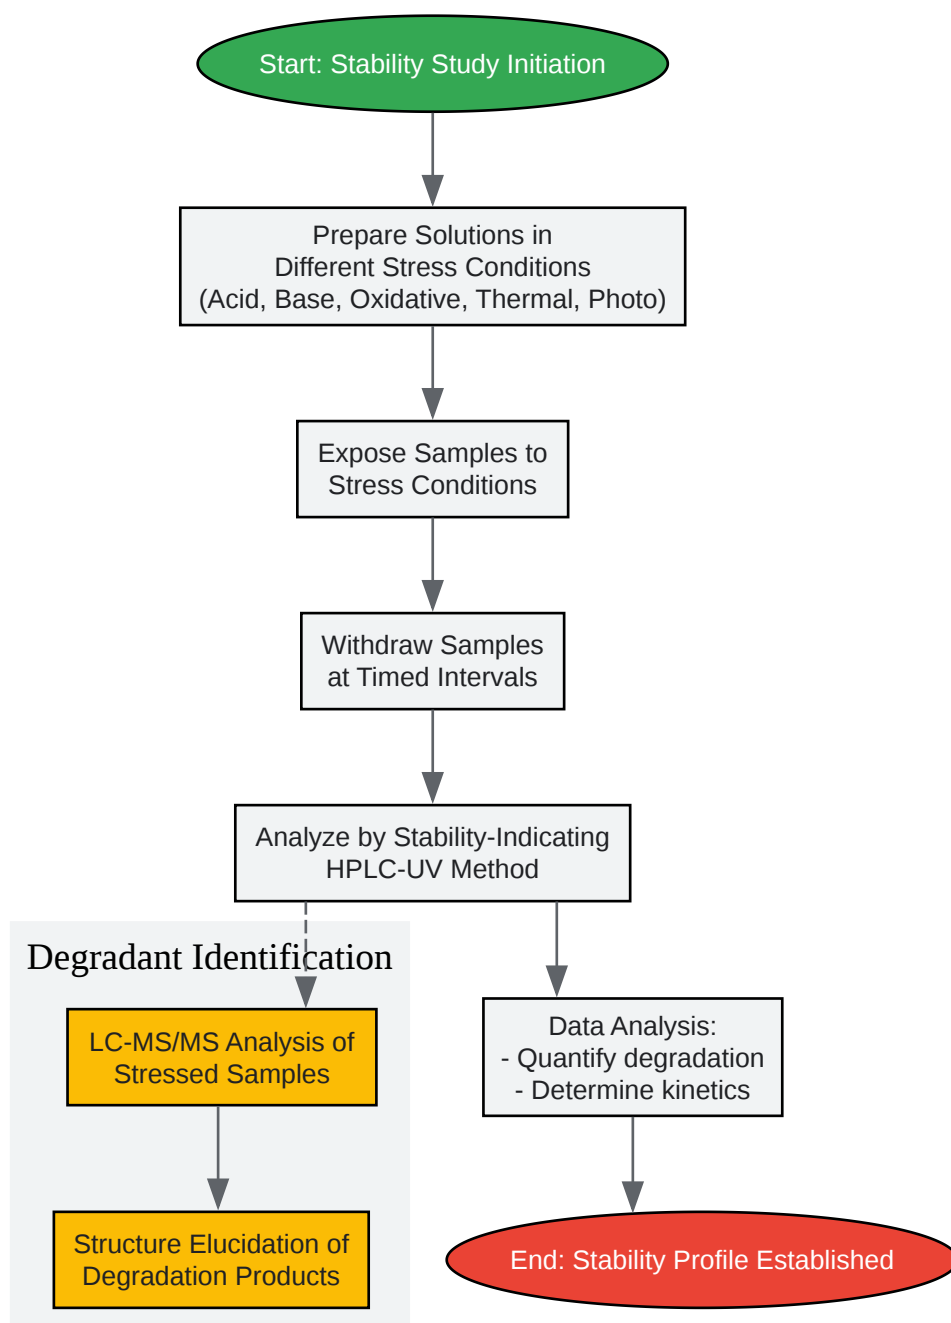 Start: Stability Study Initiation
Prepare Solutions in
Different Stress Conditions
(Acid, Base, Oxidative, Thermal, Photo)
Expose Samples to
Stress Conditions
Withdraw Samples
at Timed Intervals
Analyze by Stability-Indicating
HPLC-UV Method
Degradant Identification
LC-MS/MS Analysis of
Stressed Samples
Structure Elucidation of
Degradation Products
Data Analysis:
- Quantify degradation
- Determine kinetics
End: Stability Profile Established